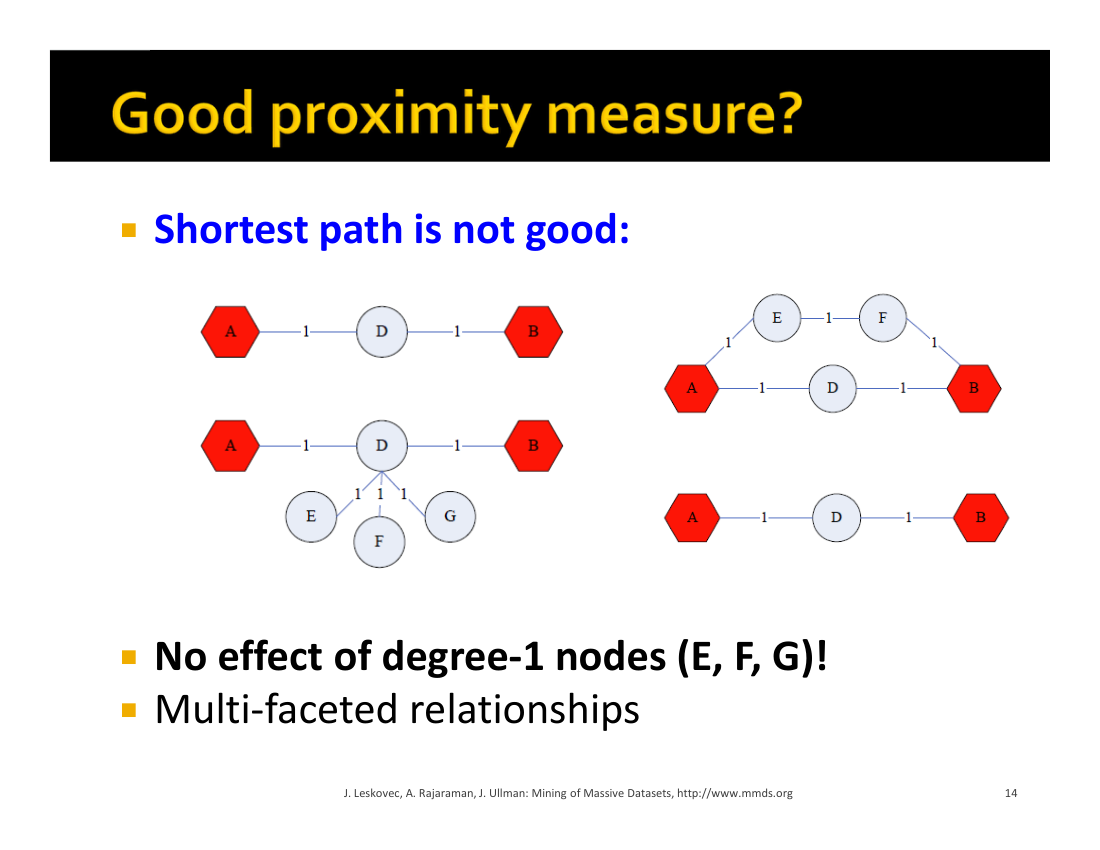 Good proximity measure?
Shortest path is not good:
A 1 D 1 B
A 1 D 1 B
1 1 1
E F G
E 1 F
1 1
A 1 D 1 B
A 1 D 1 B
No effect of degree-1 nodes (E, F, G)!
Multi-faceted relationships
J. Leskovec, A. Rajaraman, J. Ullman: Mining of Massive Datasets, http://www.mmds.org 14